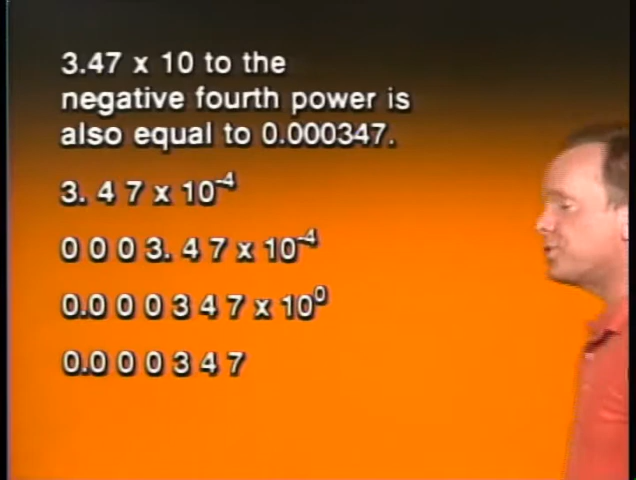 3.47 x 10 to the
negative fourth power is
also equal to 0.000347.
3. 4 7 x 10⁻⁴
0 0 0 3. 4 7 x 10⁻⁴
0.0 0 0 3 4 7 x 10⁰
0.0 0 0 3 4 7